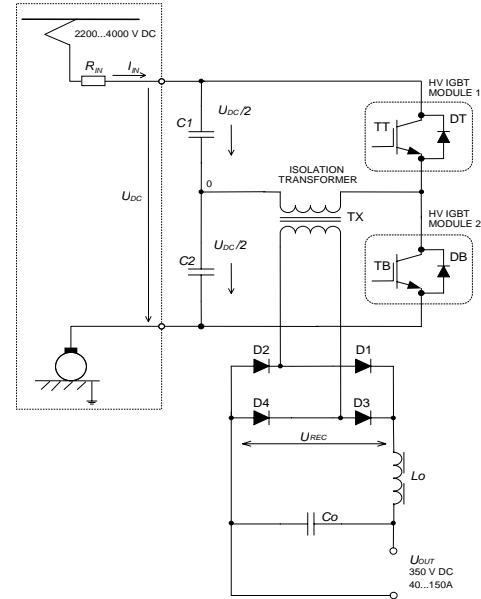 2200...4000 V DC
RIN
IIN
HV IGBT
MODULE 1
C1
UDC/2
TT
DT
ISOLATION
TRANSFORMER
UDC
0
TX
HV IGBT
MODULE 2
C2
UDC/2
TB
DB
D2
D1
D4
D3
UREC
Lo
Co
UOUT
350 V DC
40...150A